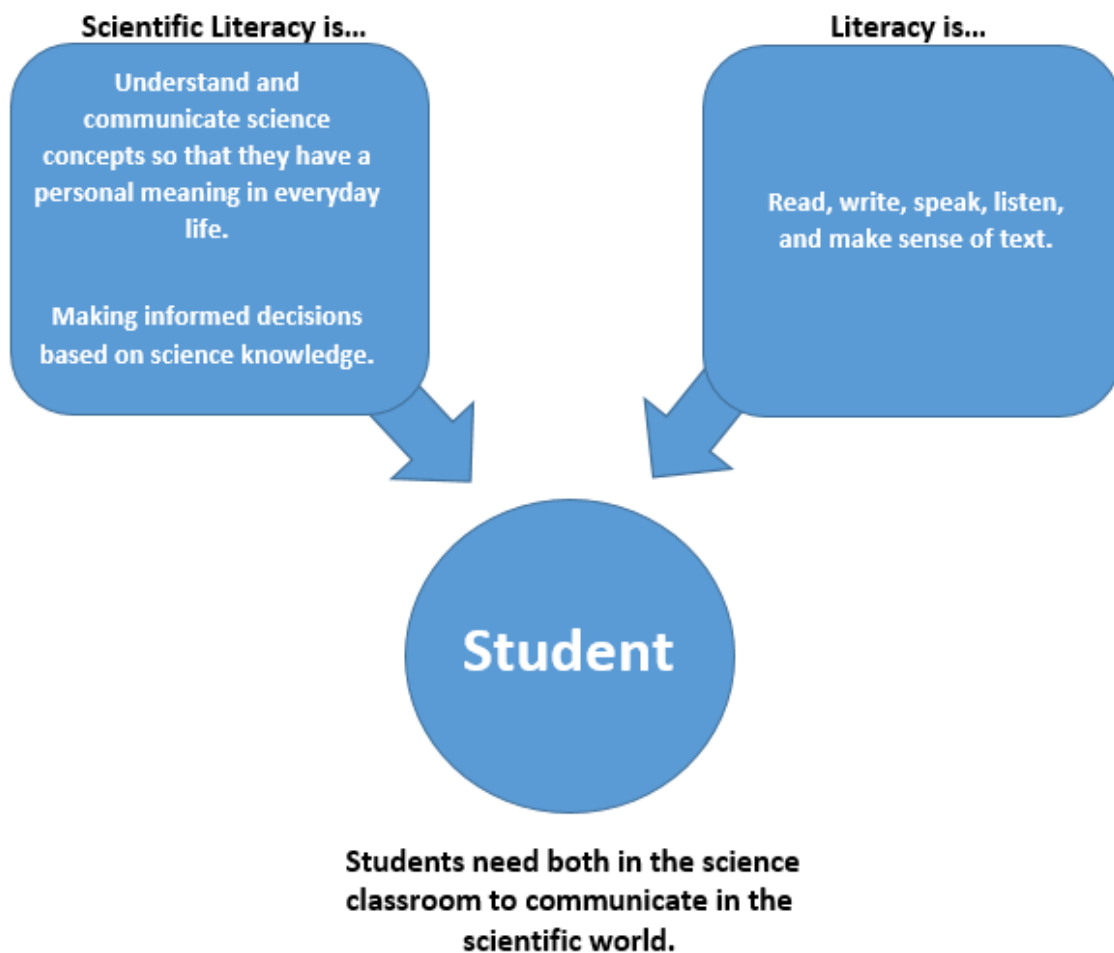 Scientific Literacy is...
Understand and
communicate science
concepts so that they have a
personal meaning in everyday
life.
Making informed decisions
based on science knowledge.
Literacy is...
Read, write, speak, listen,
and make sense of text.
Student
Students need both in the science
classroom to communicate in the
scientific world.